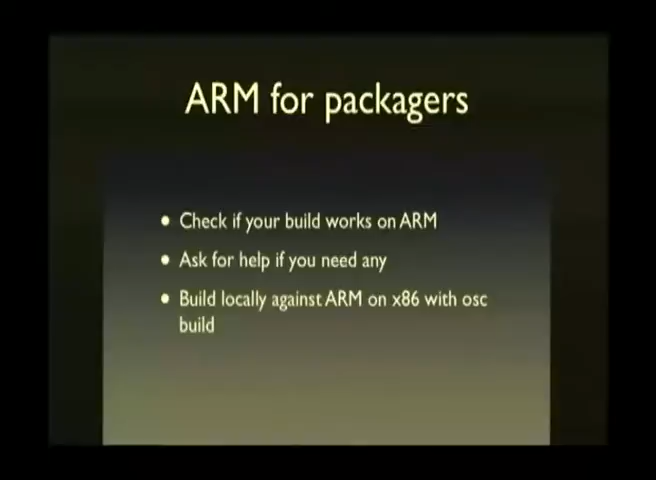 ARM for packagers
• Check if your build works on ARM
• Ask for help if you need any
• Build locally against ARM on x86 with osc
build